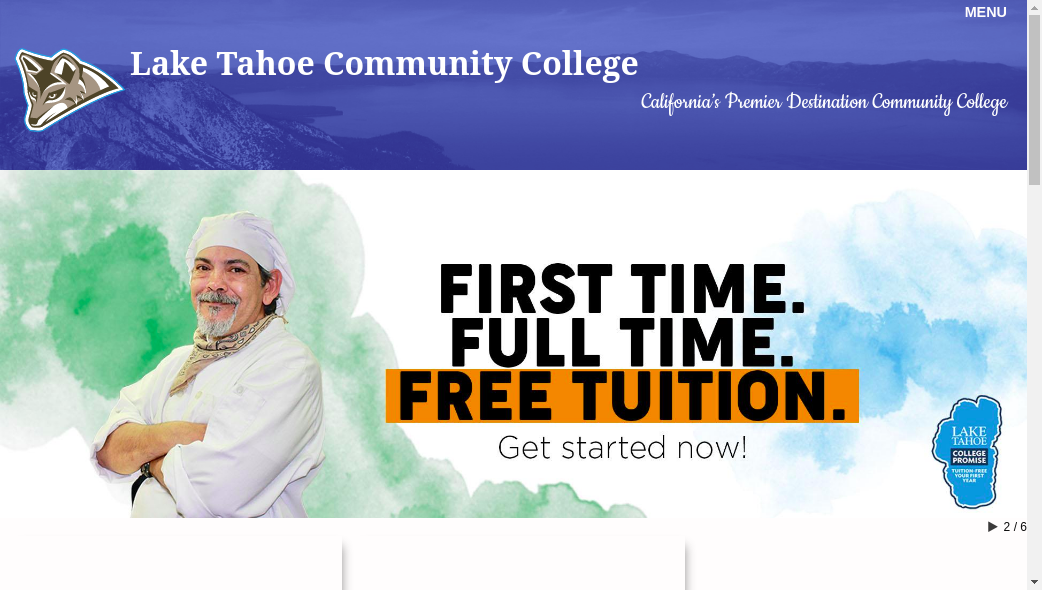 MENU
Lake Tahoe Community College
California's Premier Destination Community College
FIRST TIME.
FULL TIME.
FREE TUITION.
Get started now!
LAKE
TAHOE
COLLEGE
PROMISE
TUITION-FREE
YOUR FIRST
YEAR
2 / 6